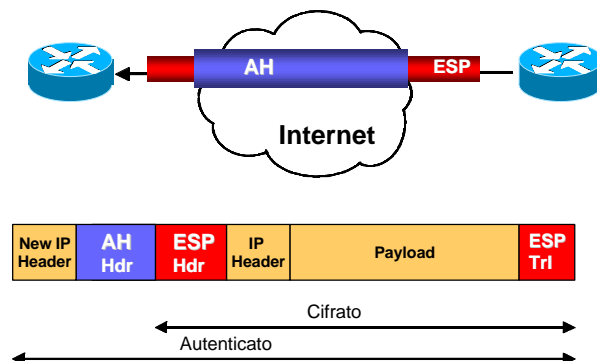 AH
ESP
Internet
New IP
Header
AH
Hdr
ESP
Hdr
IP
Header
Payload
ESP
Trl
Cifrato
Autenticato